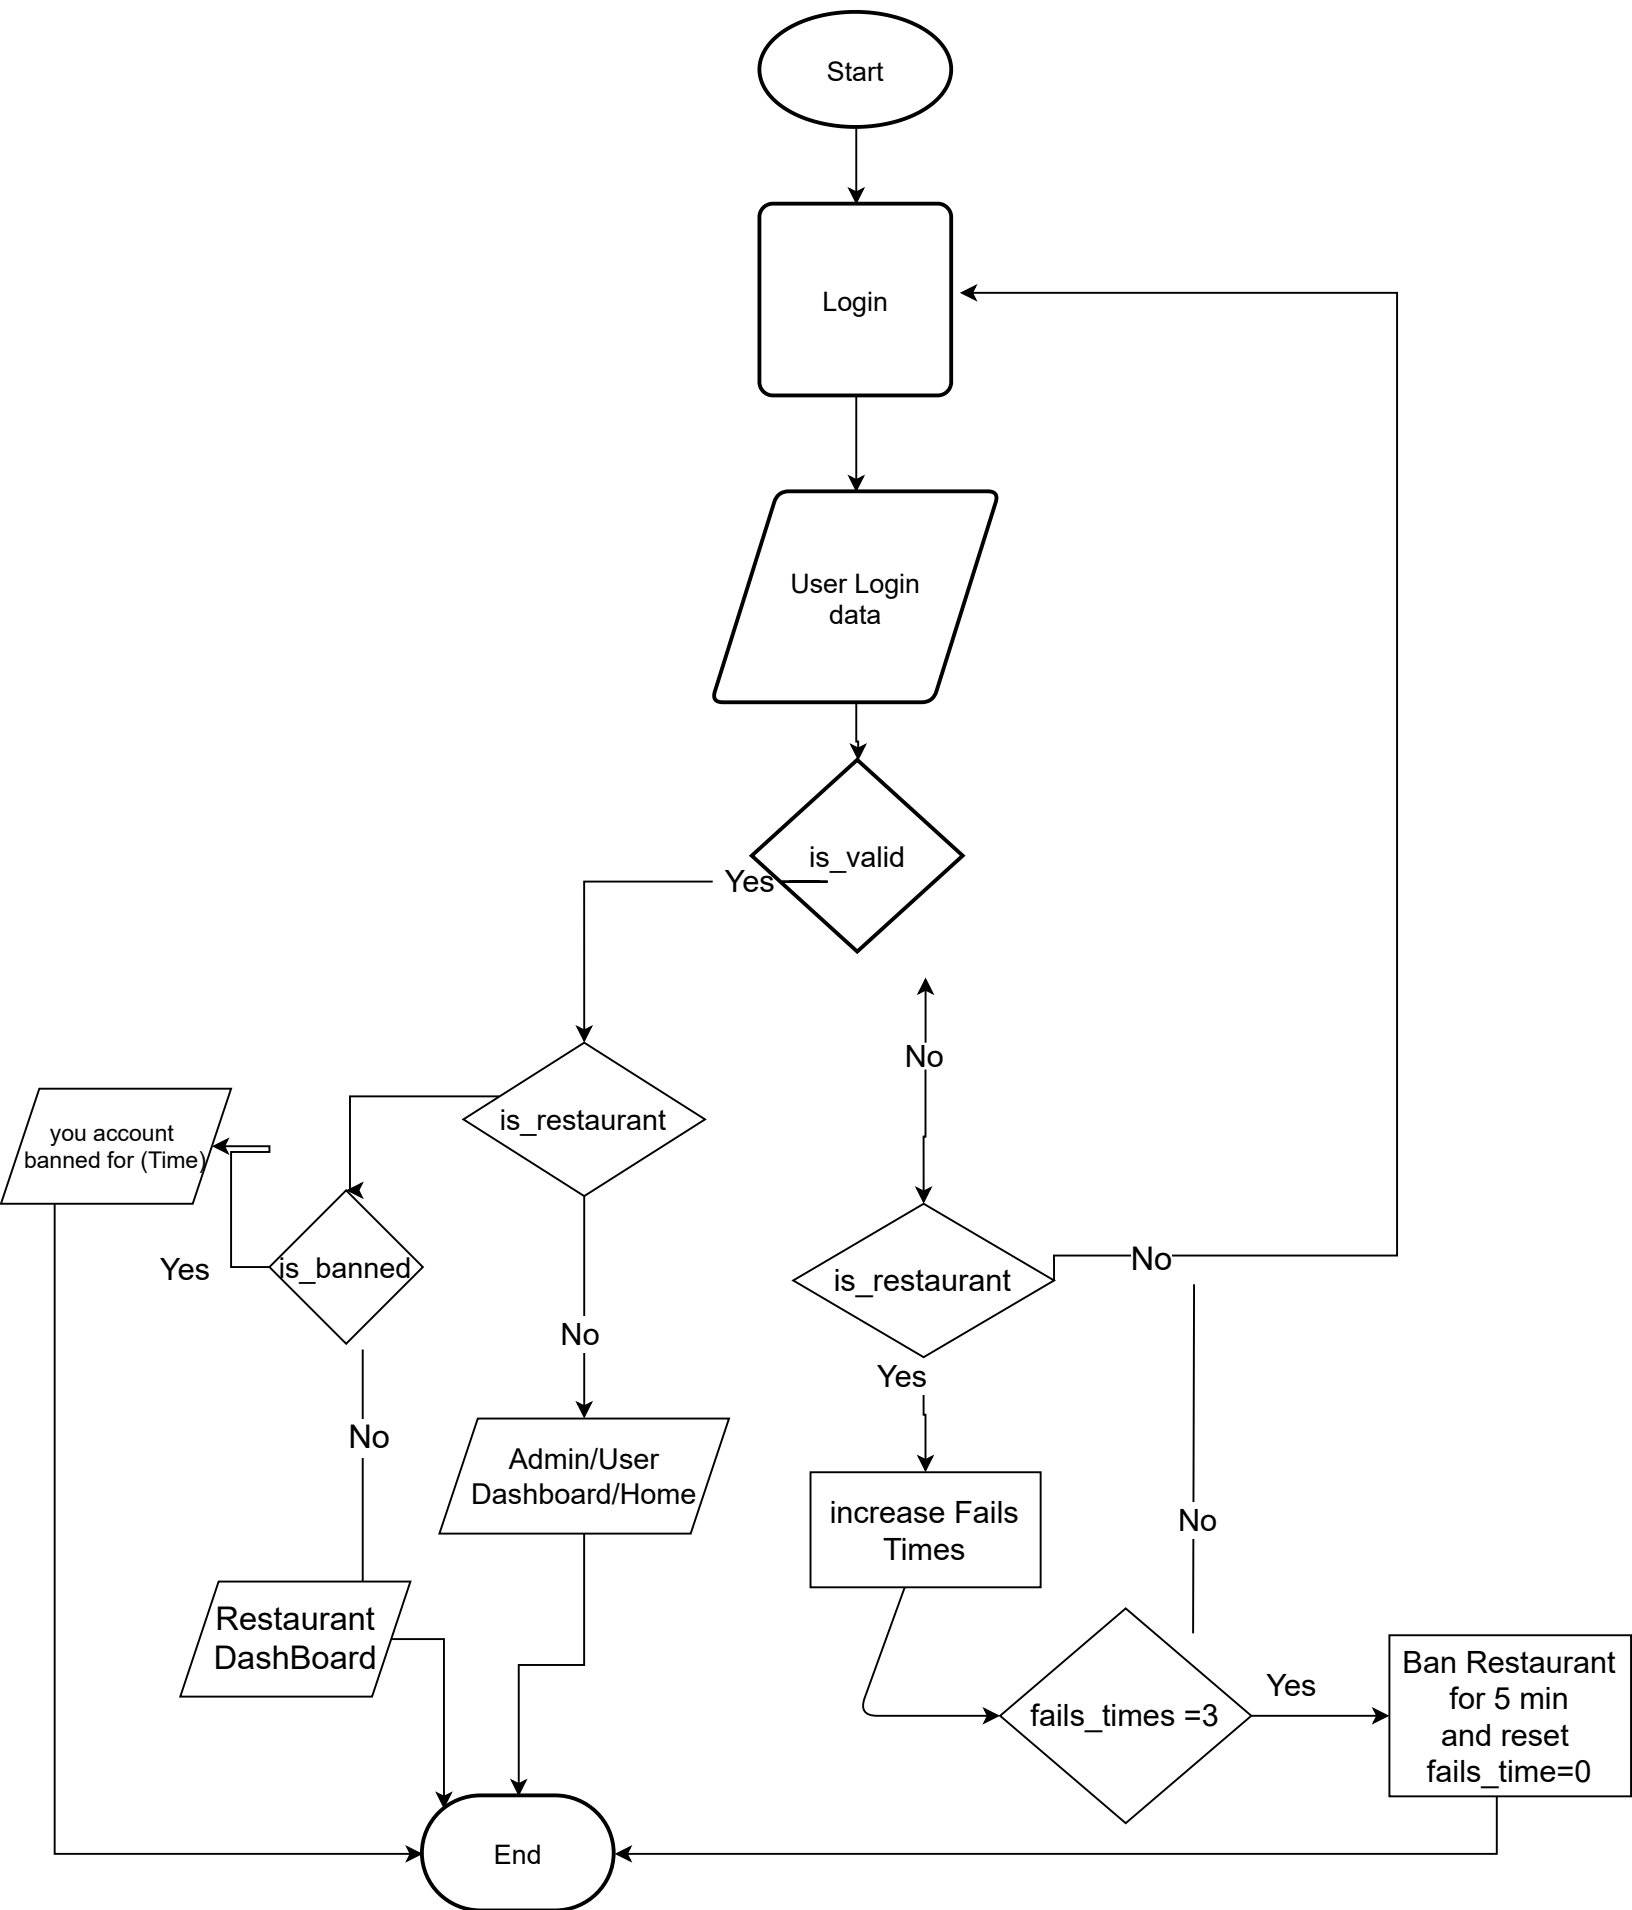 Start
Login
User Login
data
is_valid
Yes
No
is_restaurant
you account
banned for (Time)
is_banned
Yes
No
No
is_restaurant
No
Yes
Admin/User
Dashboard/Home
increase Fails
Times
No
Restaurant
DashBoard
fails_times =3
Yes
Ban Restaurant
for 5 min
and reset
fails_time=0
End